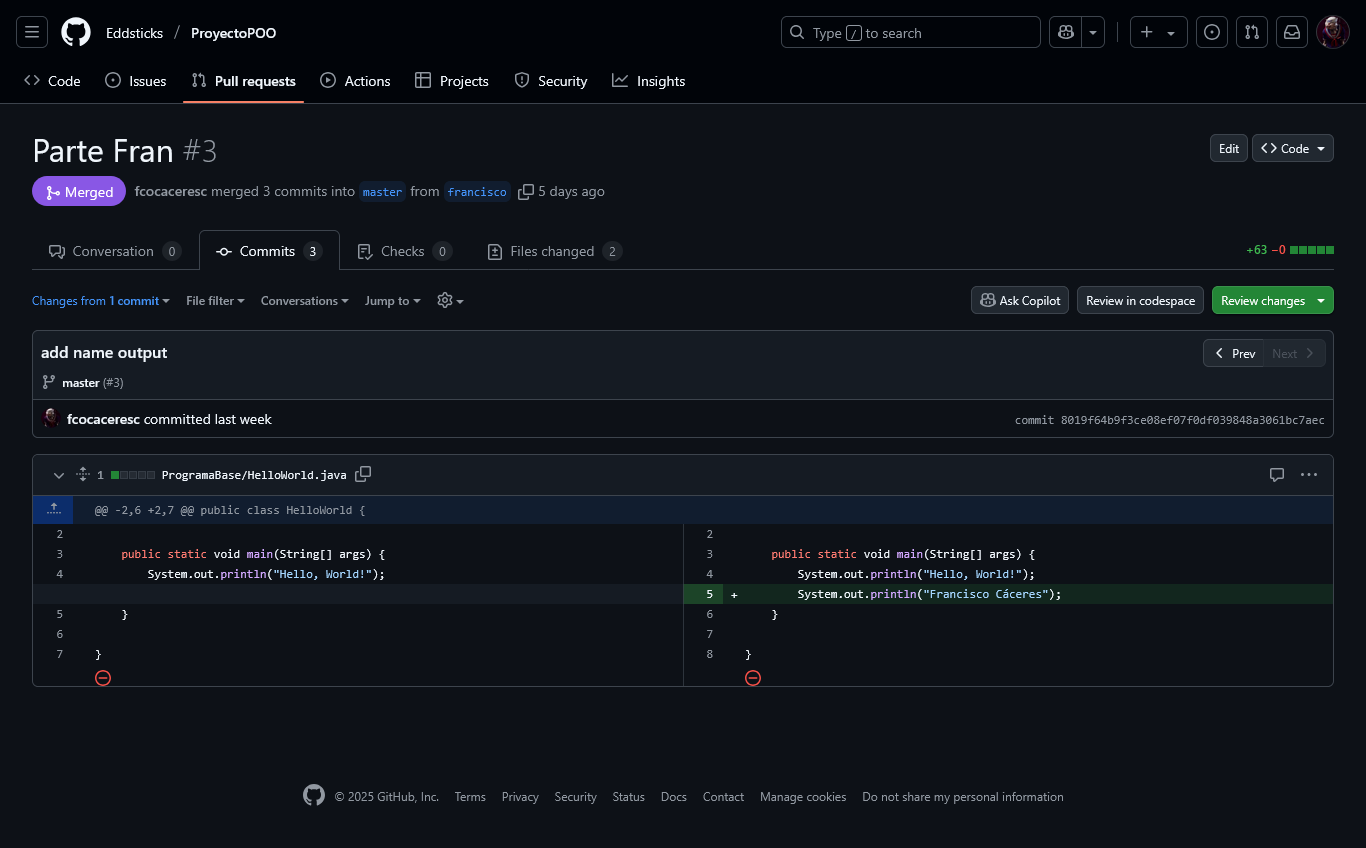 Eddsticks / ProyectoPOO
Type / to search
Code Issues Pull requests Actions Projects Security Insights
Parte Fran #3
Edit Code
Merged fcocaceresc merged 3 commits into master from francisco 5 days ago
Conversation 0 Commits 3 Checks 0 Files changed 2
+63 −0
Changes from 1 commit File filter Conversations Jump to
Ask Copilot Review in codespace Review changes
add name output
Prev Next
master (#3)
fcocaceresc committed last week
commit 8019f64b9f3ce08ef07f0df039848a3061bc7aec
1 ProgramaBase/HelloWorld.java
@@ -2,6 +2,7 @@ public class HelloWorld {
2 2
3 public static void main(String[] args) { 3 public static void main(String[] args) {
4 System.out.println("Hello, World!"); 4 System.out.println("Hello, World!");
5 + System.out.println("Francisco Cáceres");
5 } 6 }
6 7
7 } 8 }
© 2025 GitHub, Inc. Terms Privacy Security Status Docs Contact Manage cookies Do not share my personal information